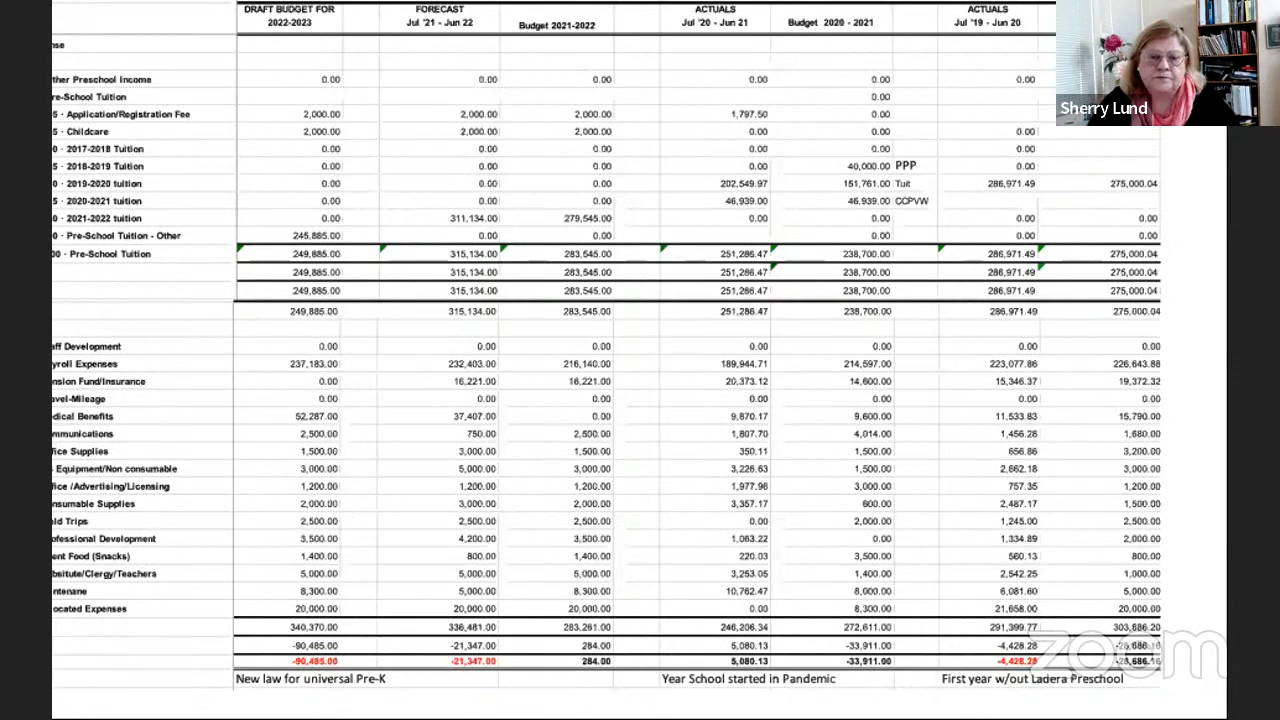 DRAFT BUDGET FOR FORECAST ACTUALS ACTUALS
2022-2023 Jul '21 - Jun 22 Budget 2021-2022 Jul '20 - Jun 21 Budget 2020 - 2021 Jul '19 - Jun 20
Sherry Lund
nse
ther Preschool Income 0.00 0.00 0.00 0.00 0.00 0.00
re-School Tuition 0.00
5 · Application/Registration Fee 2,000.00 2,000.00 2,000.00 1,797.50 0.00
5 · Childcare 2,000.00 2,000.00 2,000.00 0.00 0.00 0.00
0 · 2017-2018 Tuition 0.00 0.00 0.00 0.00 0.00 0.00
5 · 2018-2019 Tuition 0.00 0.00 0.00 0.00 40,000.00 PPP 0.00
0 · 2019-2020 tuition 0.00 0.00 0.00 202,549.97 151,761.00 Tuit 286,971.49 275,000.04
5 · 2020-2021 tuition 0.00 0.00 0.00 46,939.00 46,939.00 CCPVW
0 · 2021-2022 tuition 0.00 311,134.00 279,545.00 0.00 0.00 0.00 0.00
0 · Pre-School Tuition - Other 245,885.00 0.00 0.00 0.00 0.00 0.00
00 · Pre-School Tuition 249,885.00 315,134.00 283,545.00 251,286.47 238,700.00 286,971.49 275,000.04
249,885.00 315,134.00 283,545.00 251,286.47 238,700.00 286,971.49 275,000.04
249,885.00 315,134.00 283,545.00 251,286.47 238,700.00 286,971.49 275,000.04
249,885.00 315,134.00 283,545.00 251,286.47 238,700.00 286,971.49 275,000.04
aff Development 0.00 0.00 0.00 0.00 0.00 0.00 0.00
yroll Expenses 237,183.00 232,403.00 216,140.00 189,944.71 214,597.00 223,077.86 226,643.88
nsion Fund/Insurance 0.00 16,221.00 16,221.00 20,373.12 14,600.00 15,346.37 19,372.32
avel-Mileage 0.00 0.00 0.00 0.00 0.00 0.00 0.00
edical Benefits 52,287.00 37,407.00 0.00 9,870.17 9,600.00 11,533.83 15,790.00
mmunications 2,500.00 750.00 2,500.00 1,807.70 4,014.00 1,456.28 1,680.00
fice Supplies 1,500.00 3,000.00 1,500.00 350.11 1,500.00 656.86 3,200.00
Equipment/Non consumable 3,000.00 5,000.00 3,000.00 3,226.63 1,500.00 2,662.18 3,000.00
fice /Advertising/Licensing 1,200.00 1,200.00 1,200.00 1,977.96 3,000.00 757.35 1,200.00
nsumable Supplies 2,000.00 3,000.00 2,000.00 3,357.17 600.00 2,487.17 1,500.00
eld Trips 2,500.00 2,500.00 2,500.00 0.00 2,000.00 1,245.00 2,500.00
ofessional Development 3,500.00 4,200.00 3,500.00 1,063.22 0.00 1,334.89 2,000.00
ent Food (Snacks) 1,400.00 800.00 1,400.00 220.03 3,500.00 560.13 800.00
bsitute/Clergy/Teachers 5,000.00 5,000.00 5,000.00 3,253.05 1,400.00 2,542.25 1,000.00
ntenane 8,300.00 5,000.00 8,300.00 10,762.47 8,000.00 6,081.60 5,000.00
ocated Expenses 20,000.00 20,000.00 20,000.00 0.00 8,300.00 21,658.00 20,000.00
340,370.00 336,481.00 283,261.00 246,206.34 272,611.00 291,399.77 303,686.20
-90,485.00 -21,347.00 284.00 5,080.13 -33,911.00 -4,428.28 -28,686.16
-90,485.00 -21,347.00 284.00 5,080.13 -33,911.00 -4,428.28 -28,686.16
New law for universal Pre-K Year School started in Pandemic First year w/out Ladera Preschool
zoom